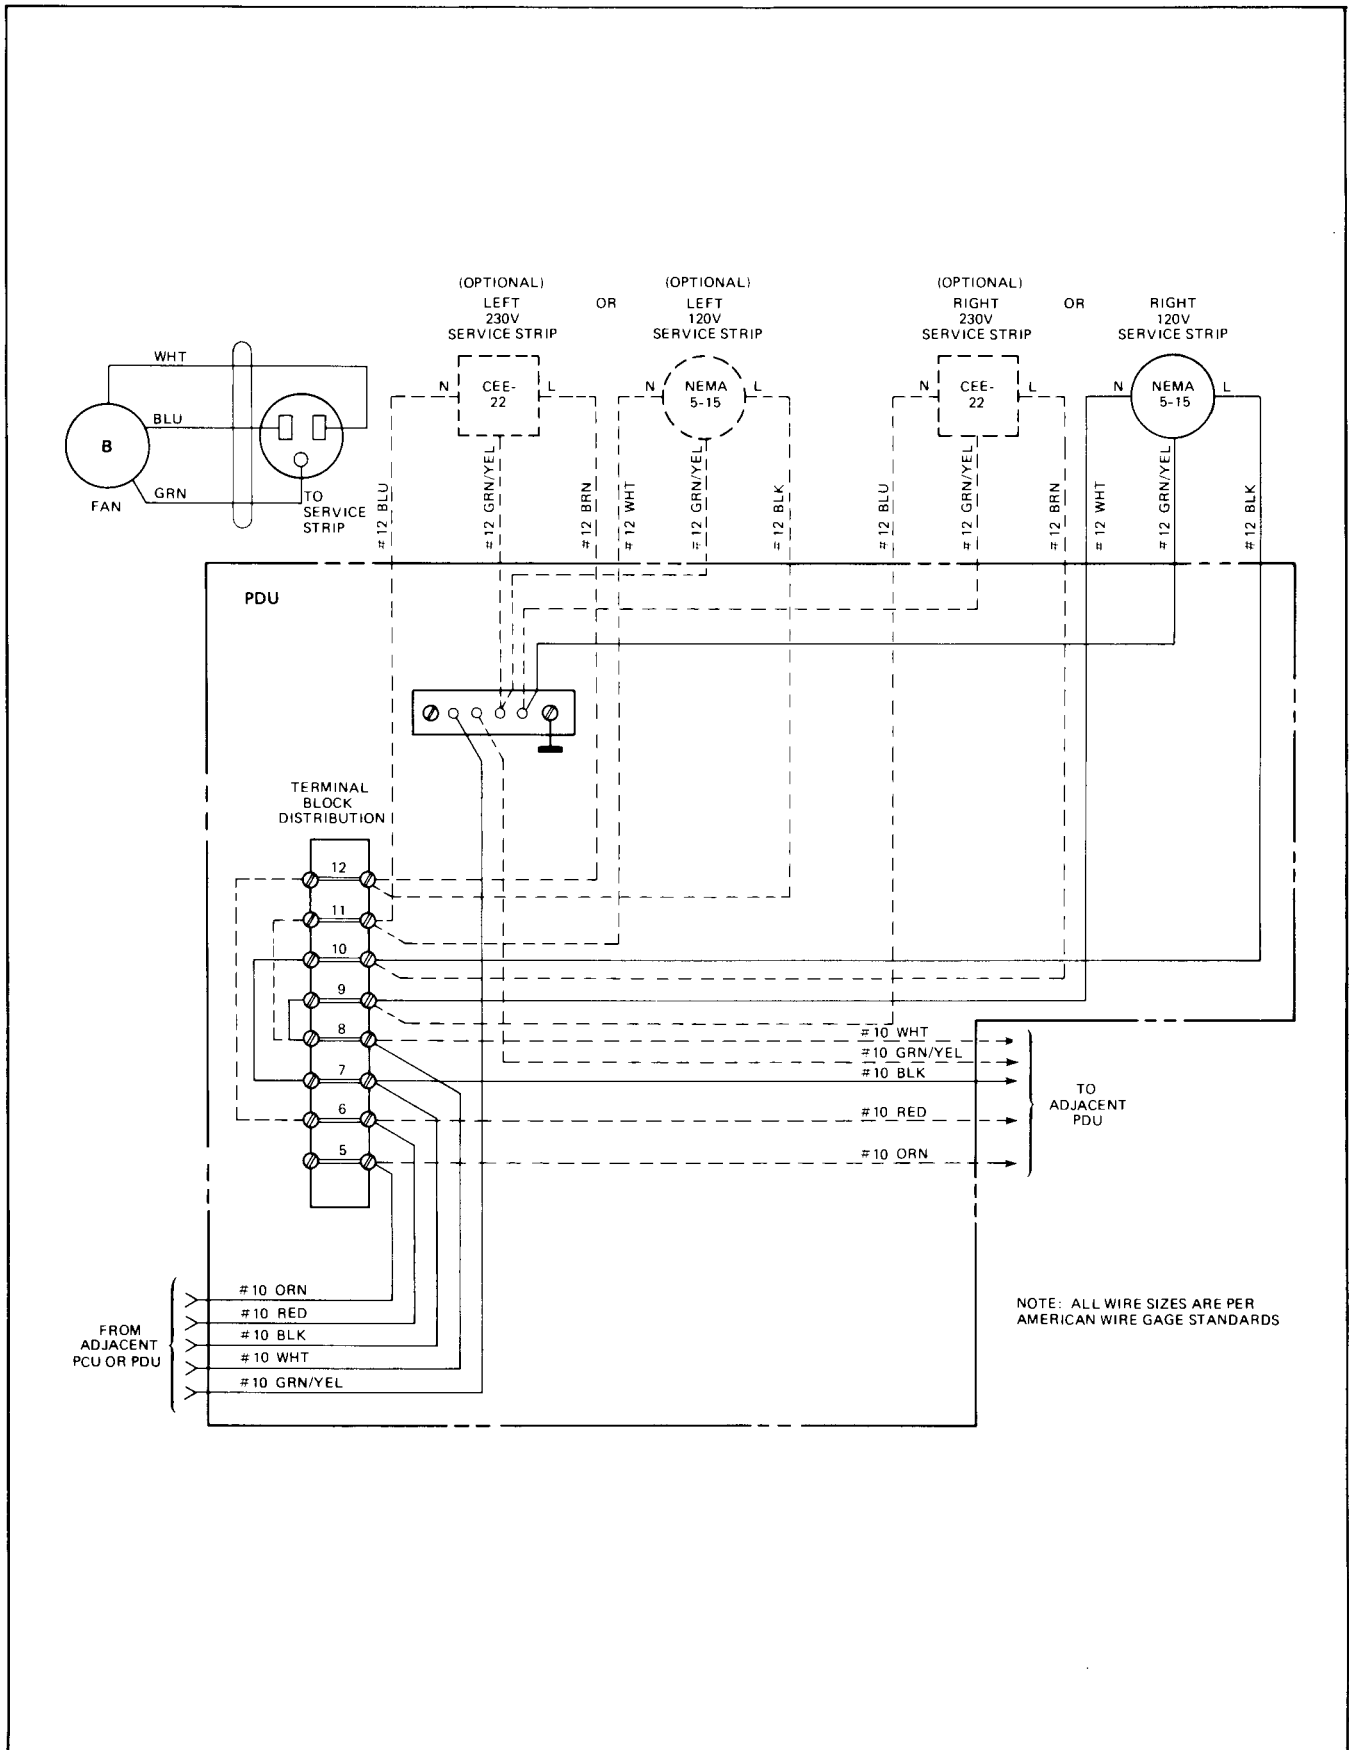 (OPTIONAL)
LEFT
230V
SERVICE STRIP
OR
(OPTIONAL)
LEFT
120V
SERVICE STRIP
(OPTIONAL)
RIGHT
230V
SERVICE STRIP
OR
RIGHT
120V
SERVICE STRIP
WHT
BLU
GRN
B
FAN
TO
SERVICE
STRIP
N
CEE-
22
L
N
NEMA
5-15
L
N
CEE-
22
L
N
NEMA
5-15
L
#12 BLU
#12 GRN/YEL
#12 BRN
#12 WHT
#12 GRN/YEL
#12 BLK
#12 BLU
#12 GRN/YEL
#12 BRN
#12 WHT
#12 GRN/YEL
#12 BLK
PDU
TERMINAL
BLOCK
DISTRIBUTION
12
11
10
9
8
7
6
5
#10 WHT
#10 GRN/YEL
#10 BLK
#10 RED
#10 ORN
TO
ADJACENT
PDU
FROM
ADJACENT
PCU OR PDU
#10 ORN
#10 RED
#10 BLK
#10 WHT
#10 GRN/YEL
NOTE: ALL WIRE SIZES ARE PER
AMERICAN WIRE GAGE STANDARDS